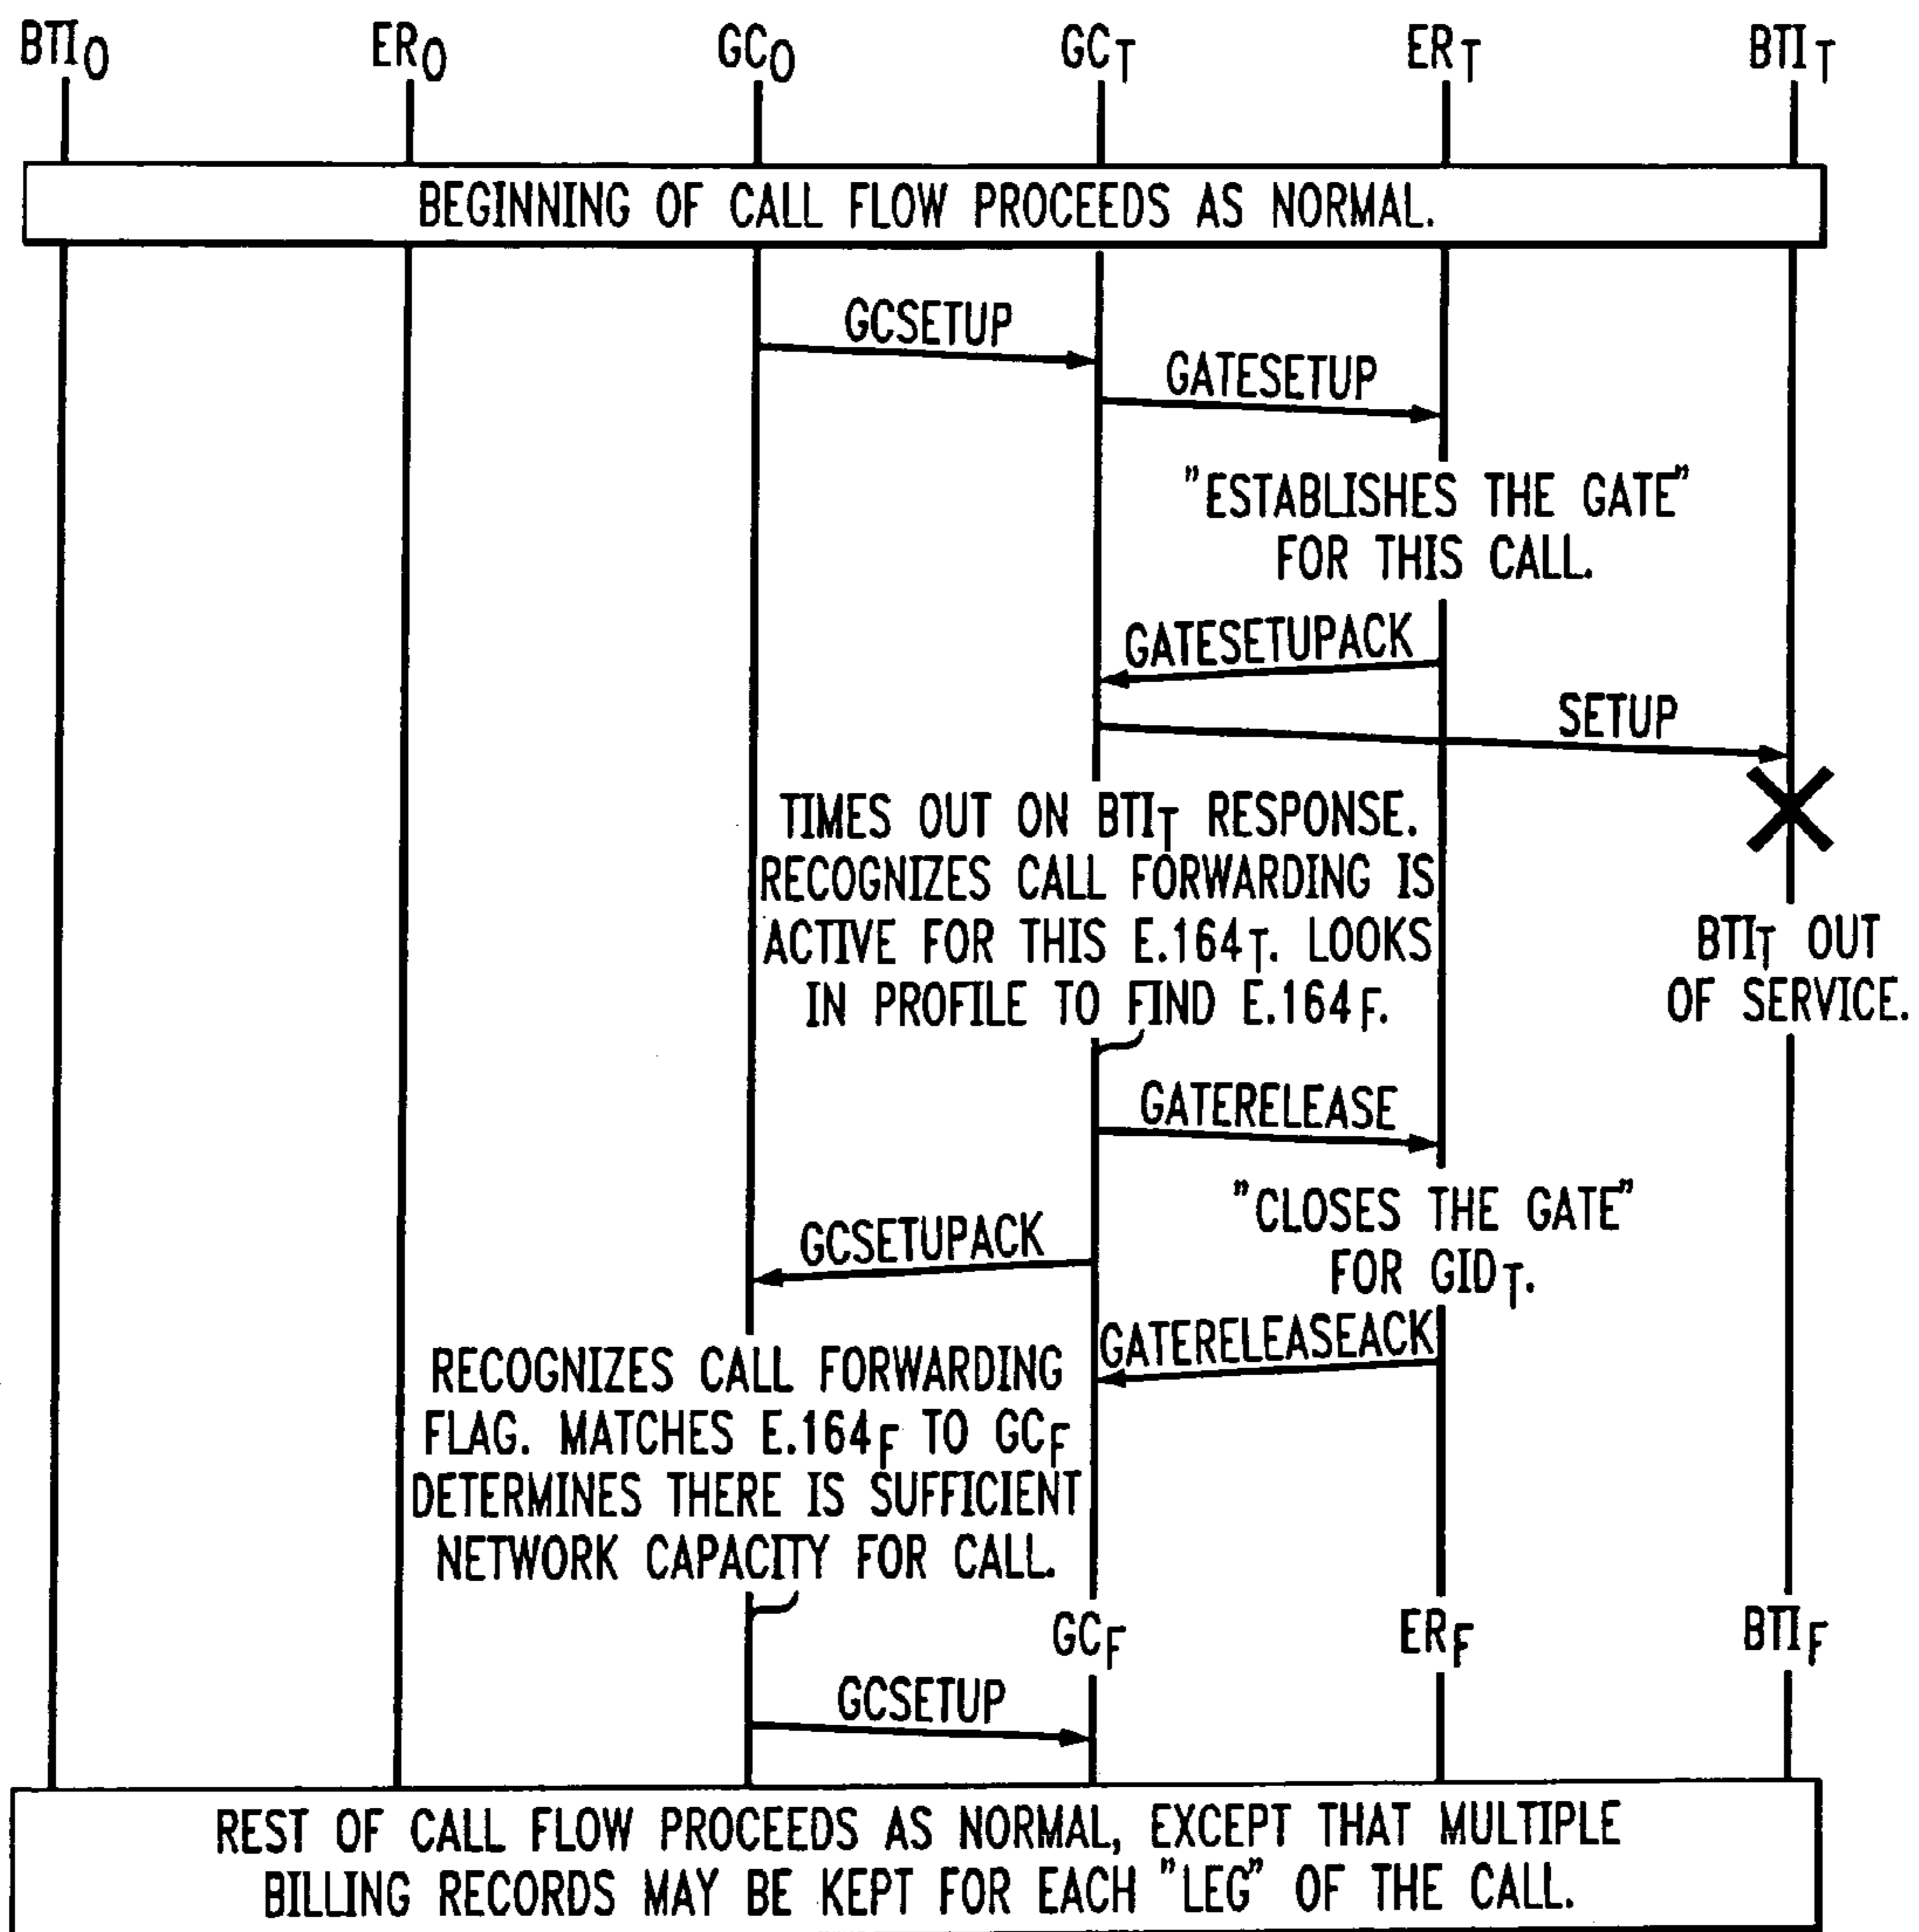 BTIO ERO GCO GCT ERT BTIT
BEGINNING OF CALL FLOW PROCEEDS AS NORMAL.
GCSETUP
GATESETUP
"ESTABLISHES THE GATE"
FOR THIS CALL.
GATESETUPACK
SETUP
TIMES OUT ON BTIT RESPONSE.
RECOGNIZES CALL FORWARDING IS
ACTIVE FOR THIS E.164T. LOOKS
IN PROFILE TO FIND E.164F.
BTIT OUT
OF SERVICE.
GATERELEASE
"CLOSES THE GATE"
FOR GIDT.
GCSETUPACK
GATERELEASEACK
RECOGNIZES CALL FORWARDING
FLAG. MATCHES E.164F TO GCF
DETERMINES THERE IS SUFFICIENT
NETWORK CAPACITY FOR CALL.
GCF ERF BTIF
GCSETUP
REST OF CALL FLOW PROCEEDS AS NORMAL, EXCEPT THAT MULTIPLE
BILLING RECORDS MAY BE KEPT FOR EACH "LEG" OF THE CALL.